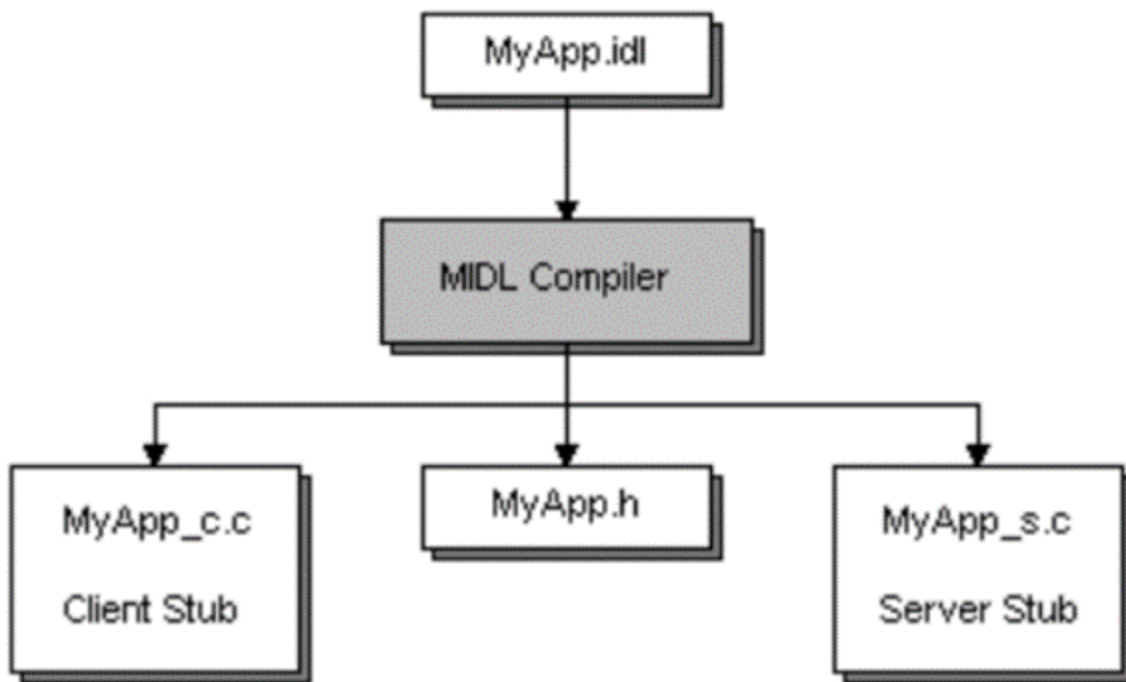 MyApp.idl
MIDL Compiler
MyApp_c.c
Client Stub
MyApp.h
MyApp_s.c
Server Stub